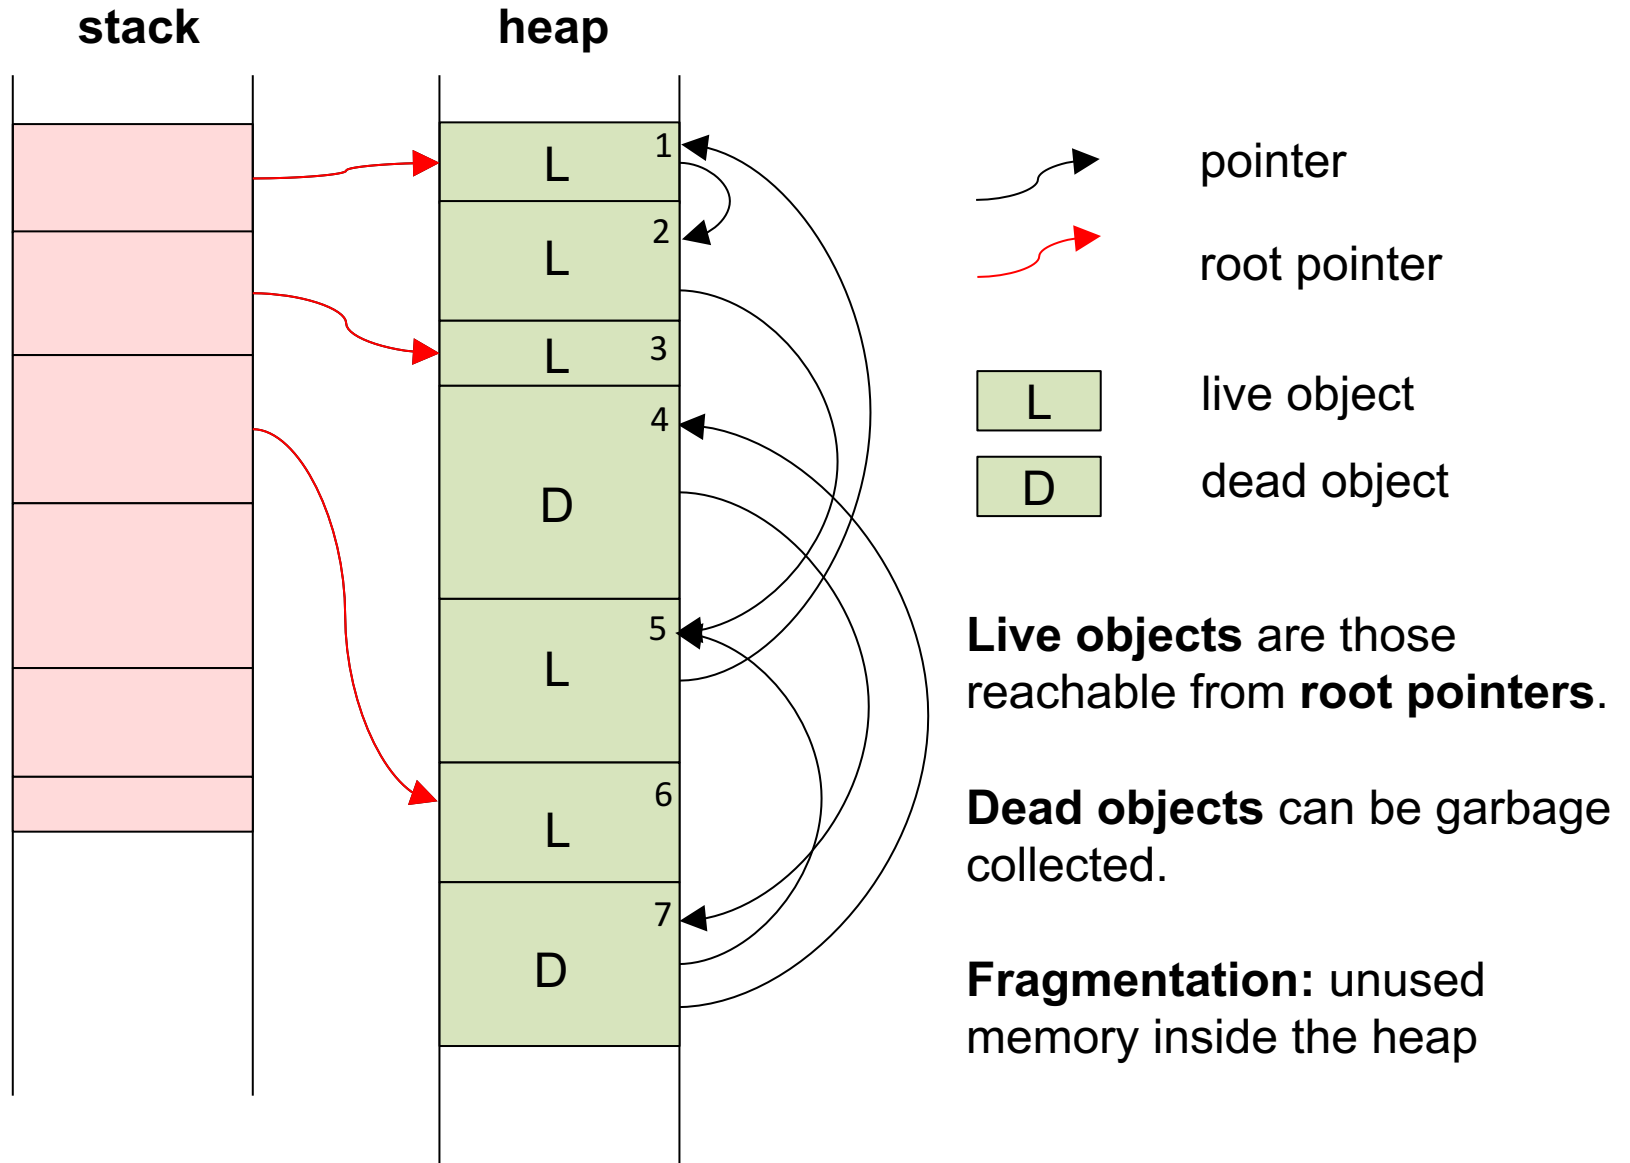 stack
heap
L 1
L 2
L 3
D 4
L 5
L 6
D 7
pointer
root pointer
L live object
D dead object
Live objects are those
reachable from root pointers.
Dead objects can be garbage
collected.
Fragmentation: unused
memory inside the heap